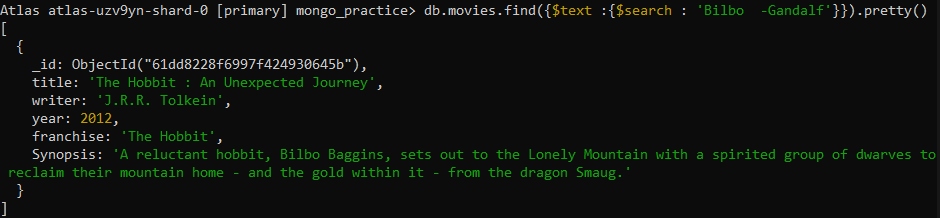 Atlas atlas-uzv9yn-shard-0 [primary] mongo_practice> db.movies.find({$text :{$search : 'Bilbo  -Gandalf'}}).pretty()
[
  {
    _id: ObjectId("61dd8228f6997f424930645b"),
    title: 'The Hobbit : An Unexpected Journey',
    writer: 'J.R.R. Tolkein',
    year: 2012,
    franchise: 'The Hobbit',
    Synopsis: 'A reluctant hobbit, Bilbo Baggins, sets out to the Lonely Mountain with a spirited group of dwarves to
 reclaim their mountain home - and the gold within it - from the dragon Smaug.'
  }
]